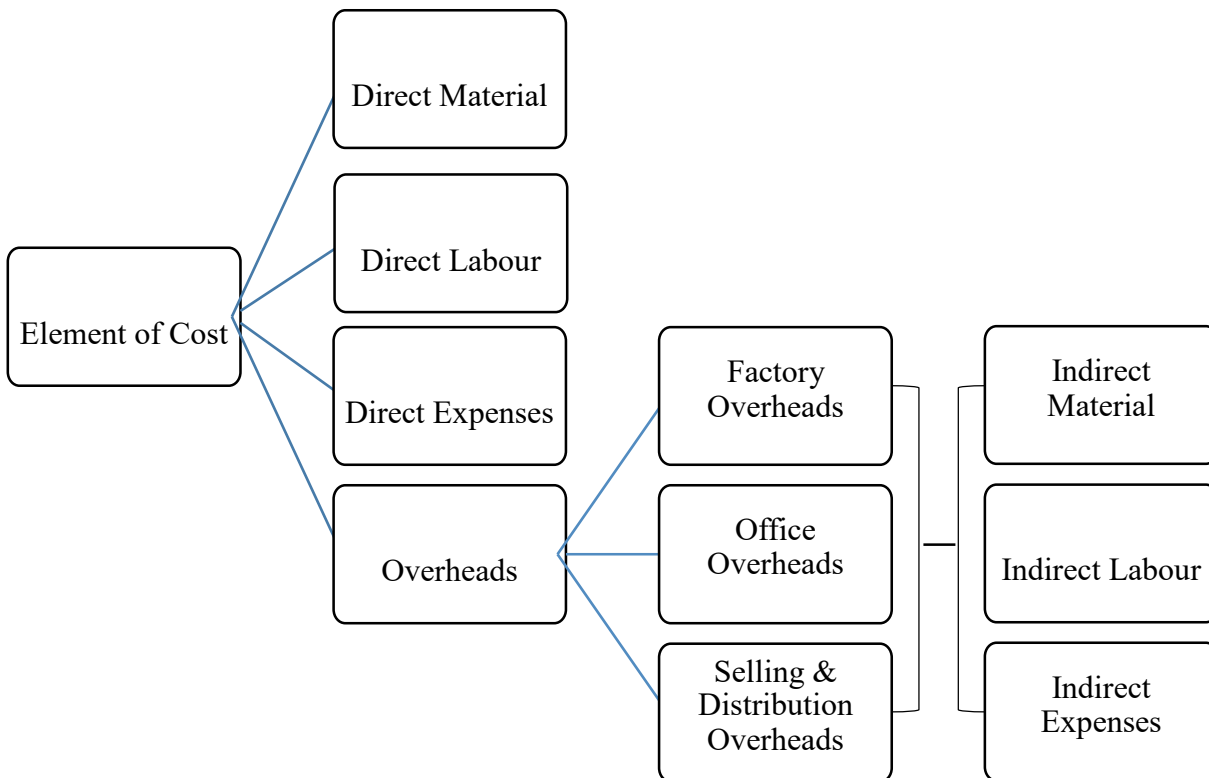 Element of Cost
Direct Material
Direct Labour
Direct Expenses
Overheads
Factory
Overheads
Office
Overheads
Selling &
Distribution
Overheads
Indirect
Material
Indirect Labour
Indirect
Expenses